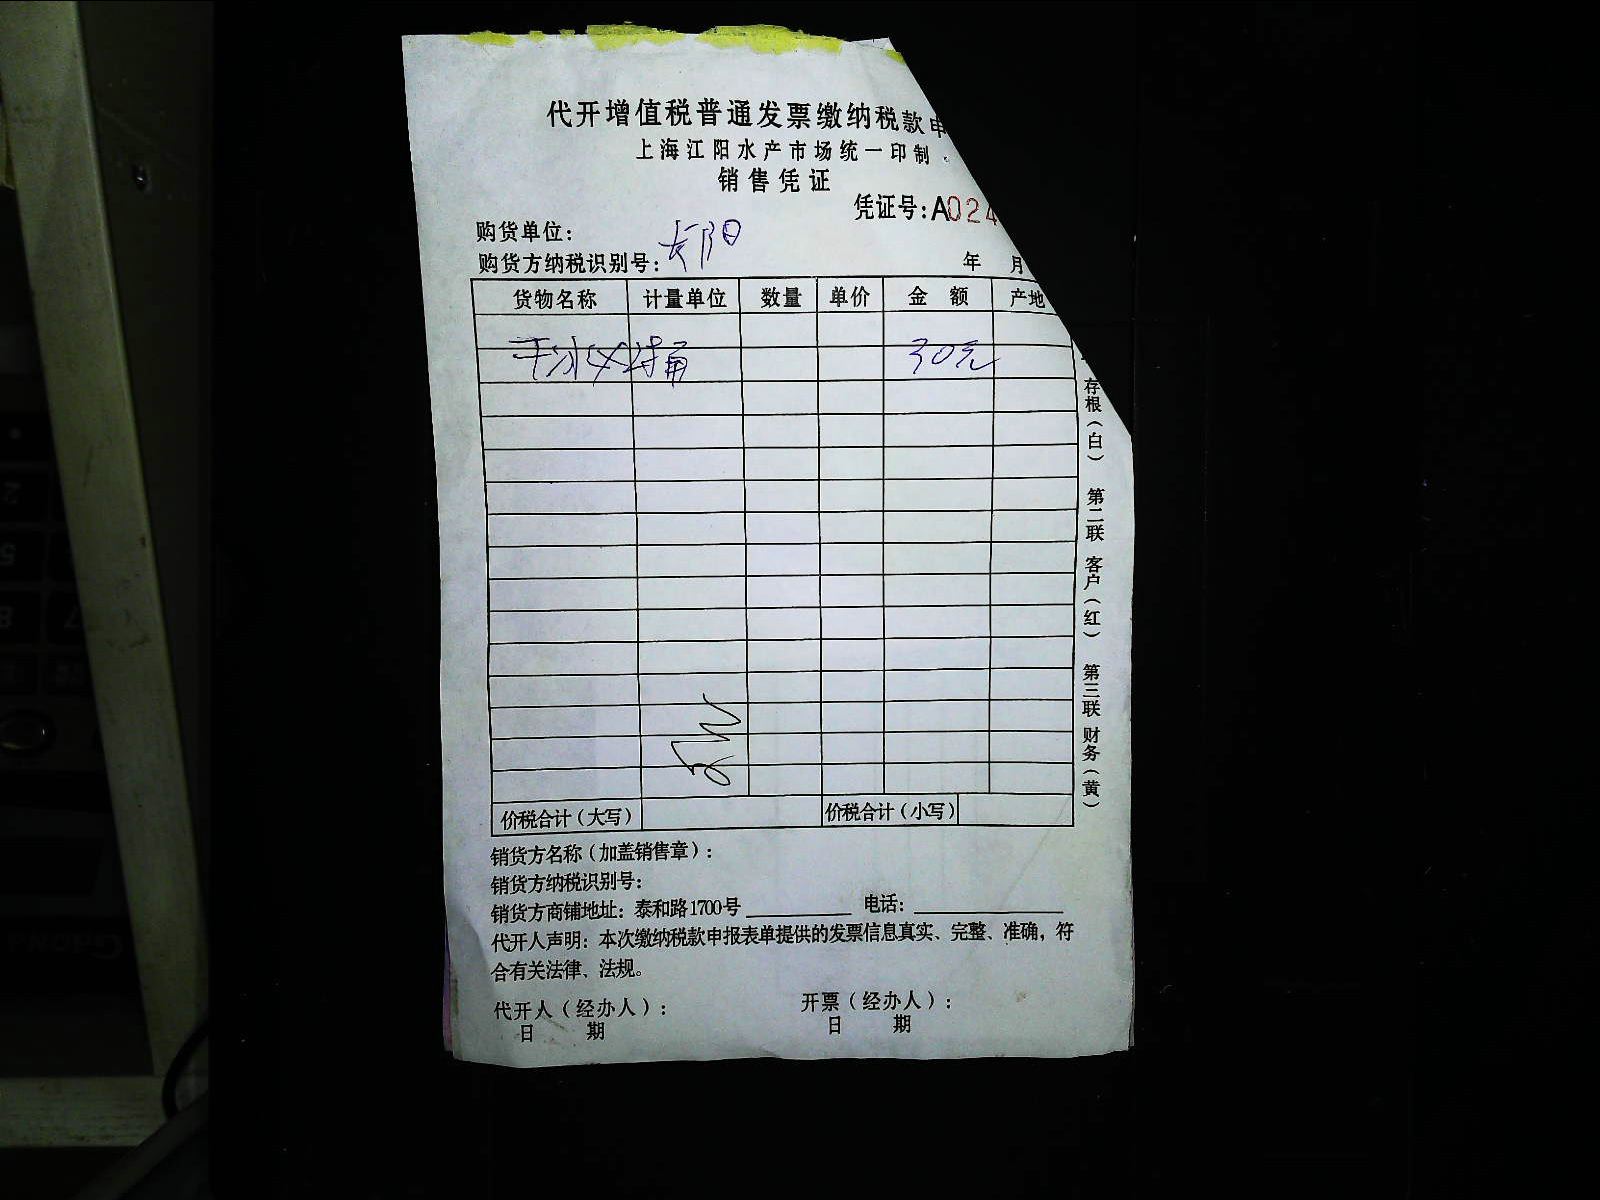 代开增值税普通发票缴纳税款申
上海江阳水产市场统一印制
销售凭证
凭证号:A024
购货单位:
购货方纳税识别号: 长阳
年 月
货物名称 计量单位 数量 单价 金 额 产地
干冰 30元
价税合计(大写) 价税合计(小写)
存根(白) 第二联 客户(红) 第三联 财务(黄)
销货方名称(加盖销售章):
销货方纳税识别号:
销货方商铺地址: 泰和路1700号 电话:
代开人声明: 本次缴纳税款申报表单提供的发票信息真实、完整、准确, 符
合有关法律、法规。
代开人(经办人): 开票(经办人):
日 期 日 期